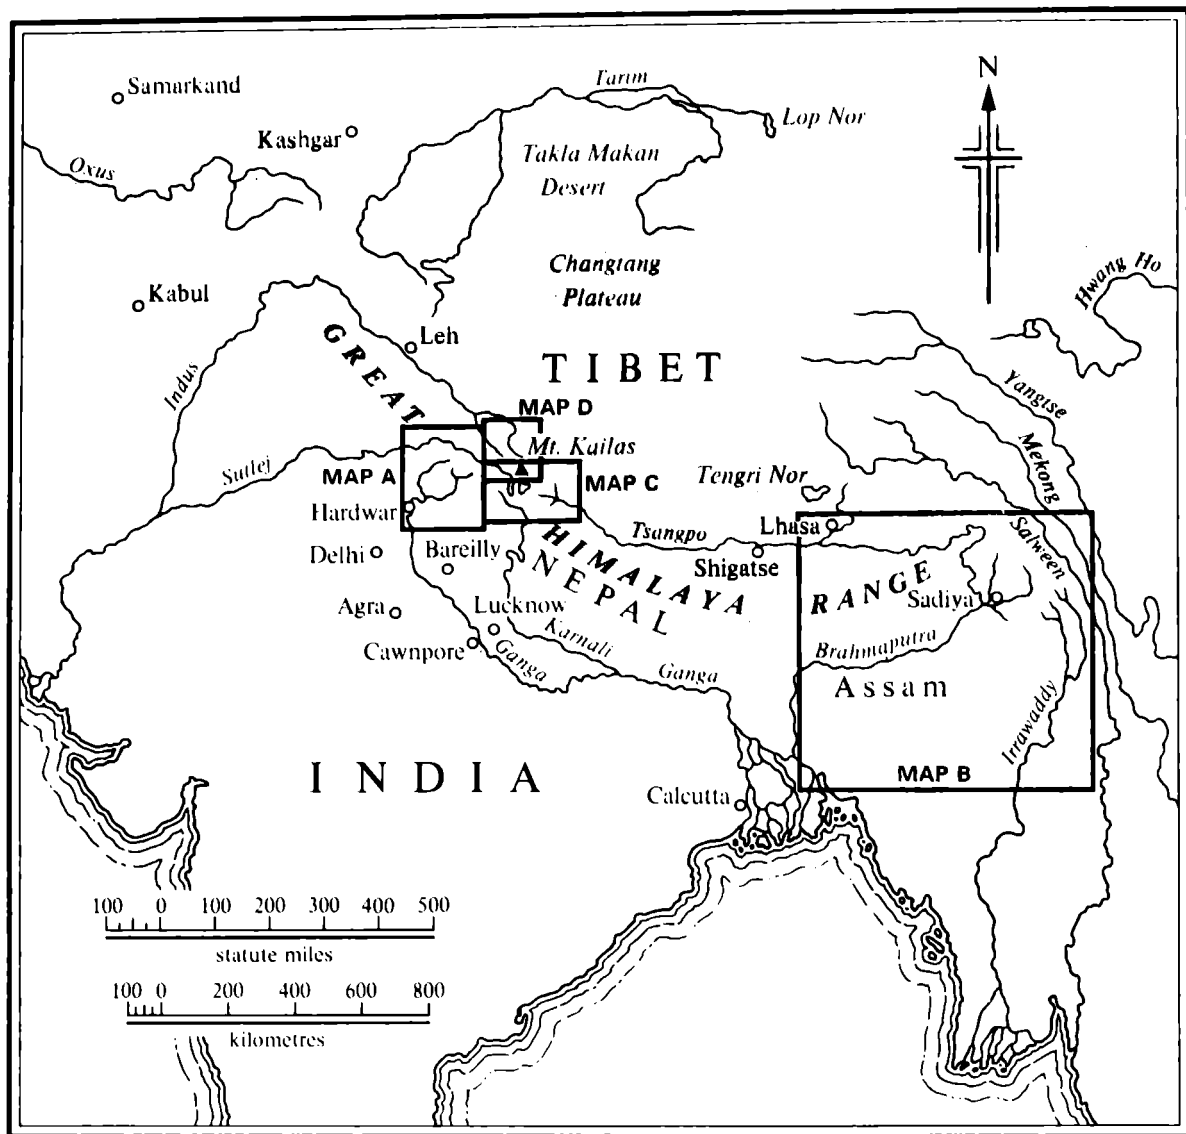 Samarkand
Kashgar
Oxus
Tarim
Lop Nor
Takla Makan
Desert
N
Changtang
Plateau
Hwang Ho
Kabul
Leh
GREAT
TIBET
Indus
Yangtse
MAP D
Mt. Kailas
Mekong
Sutlej
MAP A
MAP C
Tengri Nor
Hardwar
Lhasa
Salween
Delhi
Bareilly
HIMALAYA
Tsangpo
Shigatse
NEPAL
RANGE
Sadiya
Agra
Lucknow
Karnali
Brahmaputra
Cawnpore
Ganga
Ganga
Assam
Irrawaddy
INDIA
MAP B
Calcutta
100 0 100 200 300 400 500
statute miles
100 0 200 400 600 800
kilometres